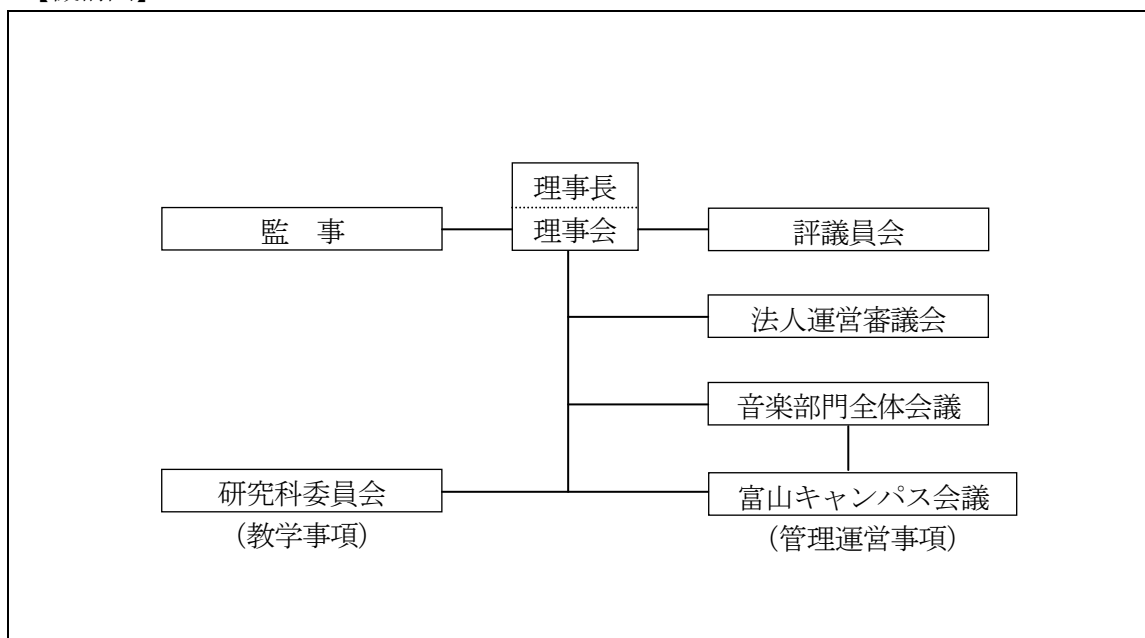 理事長
監　事
理事会
評議員会
法人運営審議会
音楽部門全体会議
研究科委員会
富山キャンパス会議
(教学事項)
(管理運営事項)